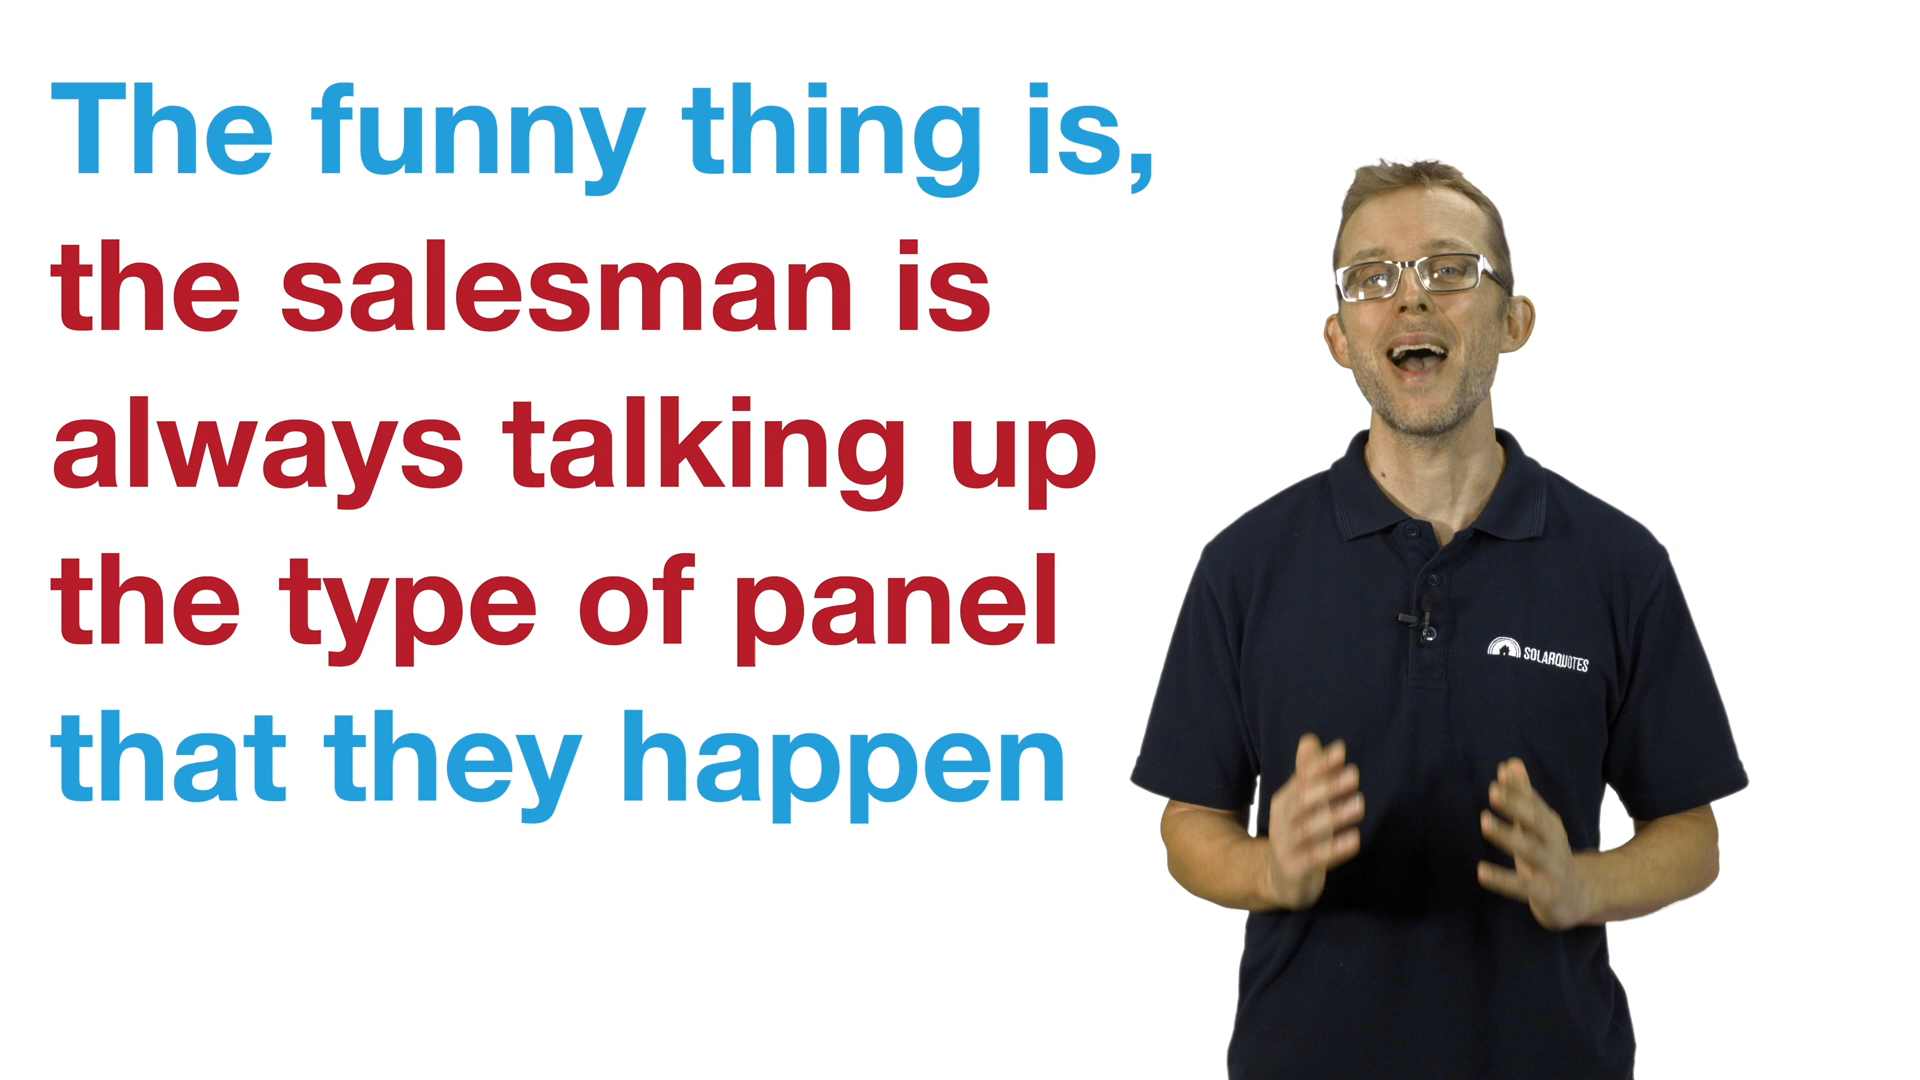 The funny thing is,
the salesman is
always talking up
the type of panel
that they happen
SOLARQUOTES